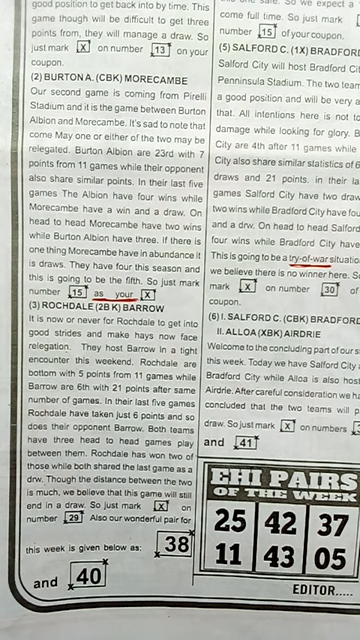 good position to get back into by time. This
game though will be difficult to get three
points from, they will manage a draw. So
just mark X on number 13 on your
coupon.
(2) BURTON A. (CBK) MORECAMBE
Our second game is coming from Pirelli
Stadium and it is the game between Burton
Albion and Morecambe. It's sad to note that
come May one or either of the two may be
relegated. Burton Albion are 23rd with 7
points from 11 games while their opponent
also share similar points. In their last five
games The Albion have four wins while
Morecambe have a win and a draw. On
head to head Morecambe have two wins
while Burton Albion have three. If there is
one thing Morecambe have in abundance it
is draws. They have four this season and
this is going to be the fifth. So just mark
number 15 as your X
(3) ROCHDALE (2B K) BARROW
It is now or never for Rochdale to get into
good strides and make hays now face
relegation. They host Barrow in a tight
encounter this weekend. Rochdale are
bottom with 5 points from 11 games while
Barrow are 6th with 21 points after same
number of games. In their last five games
Rochdale have taken just 6 points and so
does their opponent Barrow. Both teams
have three head to head games play
between them. Rochdale has won two of
those while both shared the last game as a
drw. Though the distance between the two
is much, we believe that this game will still
end in a draw. So just mark X on
number 29 Also our wonderful pair for
this week is given below as: 38
and 40
come full time. So just mark
number 15 of your coupon.
(5) SALFORD C. (1X) BRADFOR
Salford City will host Bradford City
Penninsula Stadium. The two team
a good position and will be very
that. All intentions here is not to
damage while looking for glory. B
City are 4th after 11 games while
City also share similar statistics of 6
draws and 21 points. in their la
games Salford City have two draw
two wins while Bradford City have fou
and a drw. On head to head Salford
four wins while Bradford City have
This is going to be a try-of-war situatio
we believe there is no winner here. So
mark X on number 30 of
coupon.
(6) I. SALFORD C. (CBK) BRADFORD
II. ALLOA (XBK) AIRDRIE
Welcome to the concluding part of our s
this week. Today we have Salford City
Bradford City while Alloa is also hos
Airdrie. After careful consideration we ha
concluded that the two teams will p
draw. So just mark X on numbers
and 41
EHI PAIRS
OF THE WEEK
25 42 37
11 43 05
EDITOR.....